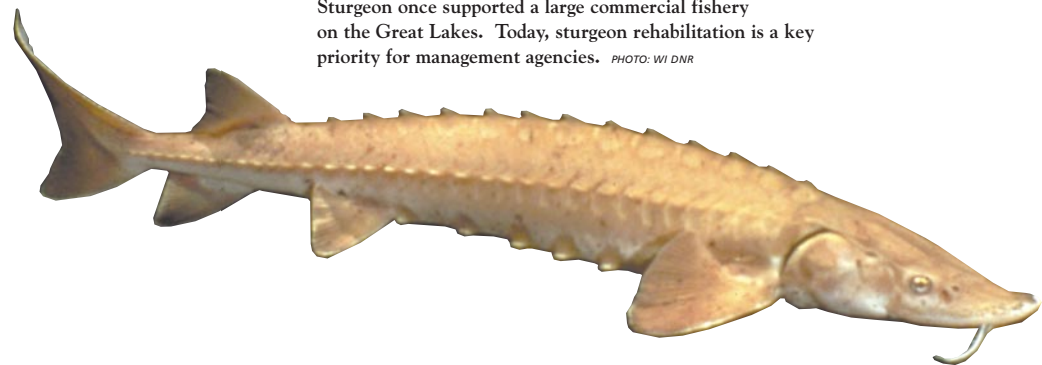 Sturgeon once supported a large commercial fishery
on the Great Lakes. Today, sturgeon rehabilitation is a key
priority for management agencies. PHOTO: WI DNR